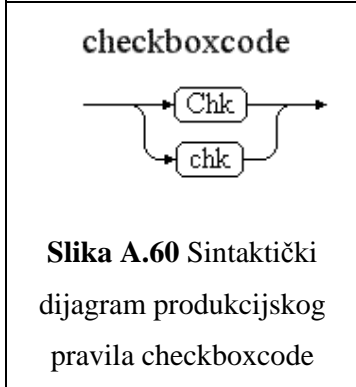 checkboxcode
Chk
chk
Slika A.60 Sintaktički
dijagram produkcijskog
pravila checkboxcode